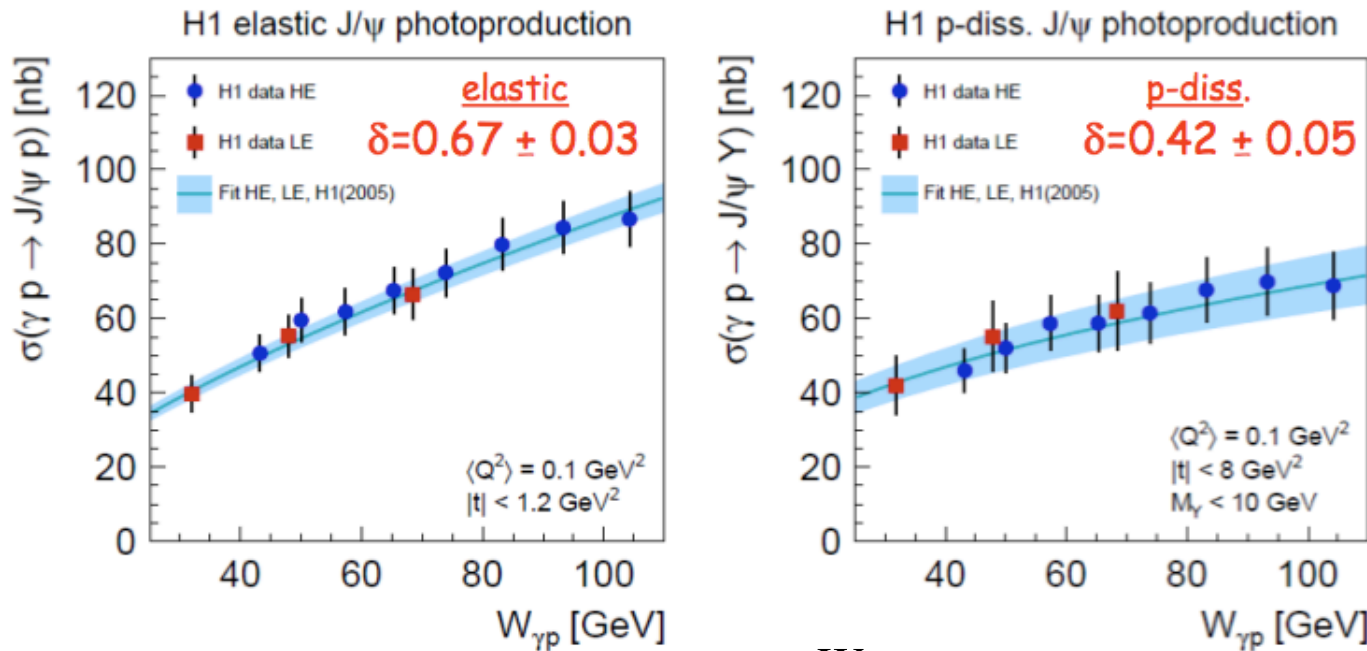 H1 elastic J/ψ photoproduction
σ(γ p → J/ψ p) [nb]
120
100
80
60
40
20
0
H1 data HE
H1 data LE
Fit HE, LE, H1(2005)
elastic
δ=0.67 ± 0.03
⟨Q²⟩ = 0.1 GeV²
|t| < 1.2 GeV²
40 60 80 100
W_γp [GeV]
H1 p-diss. J/ψ photoproduction
σ(γ p → J/ψ Y) [nb]
120
100
80
60
40
20
0
H1 data HE
H1 data LE
Fit HE, LE, H1(2005)
p-diss.
δ=0.42 ± 0.05
⟨Q²⟩ = 0.1 GeV²
|t| < 8 GeV²
M_Y < 10 GeV
40 60 80 100
W_γp [GeV]